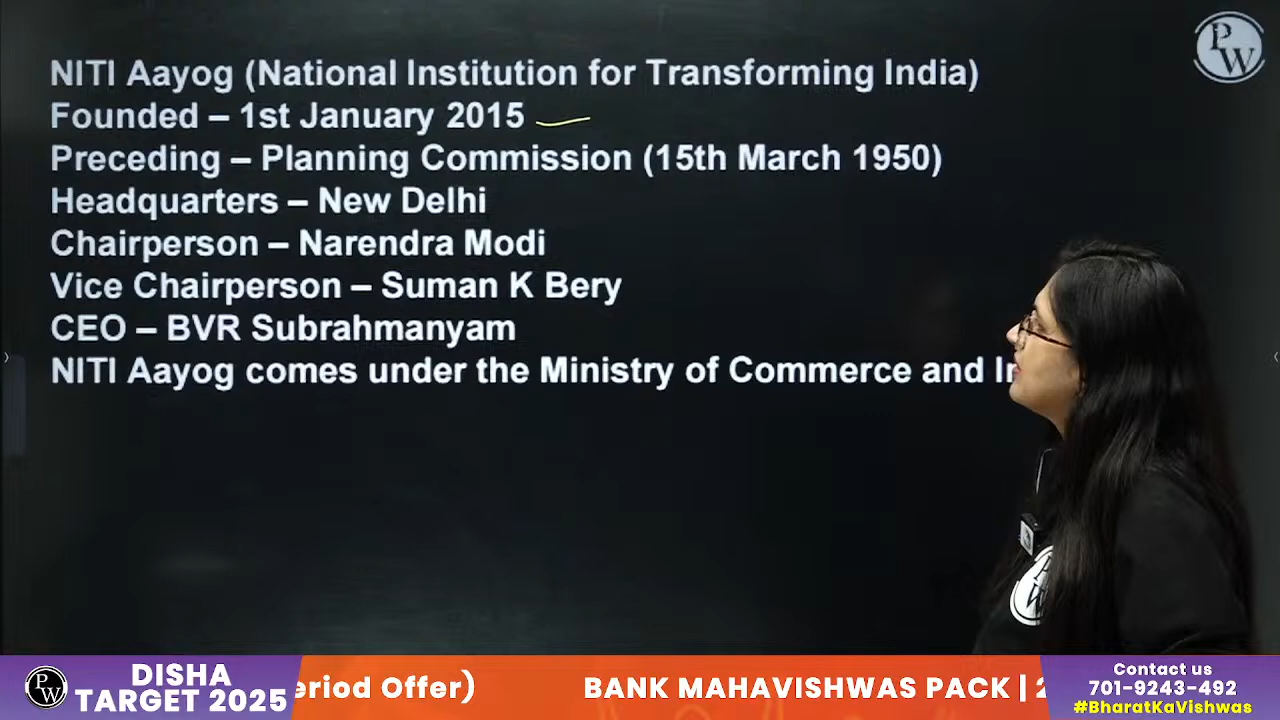 PW
NITI Aayog (National Institution for Transforming India)
Founded – 1st January 2015
Preceding – Planning Commission (15th March 1950)
Headquarters – New Delhi
Chairperson – Narendra Modi
Vice Chairperson – Suman K Bery
CEO – BVR Subrahmanyam
NITI Aayog comes under the Ministry of Commerce and
PW
DISHA
TARGET 2025
eriod Offer)
BANK MAHAVISHWAS PACK | 2
Contact us
701-9243-492
#BharatKaVishwas